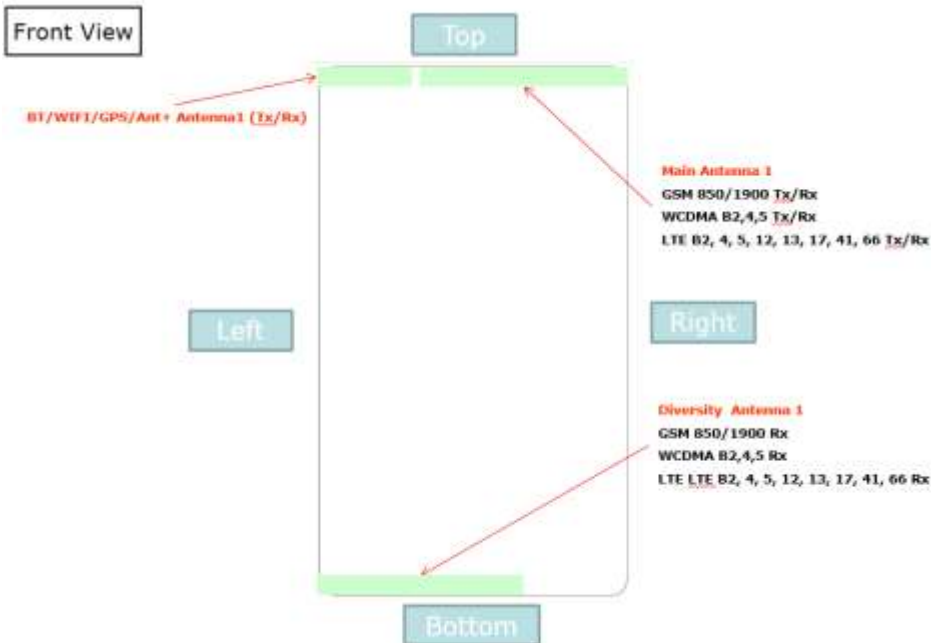 Front View
Top
BT/WIFI/GPS/Ant+ Antenna1 (Tx/Rx)
Main Antenna 1
GSM 850/1900 Tx/Rx
WCDMA B2,4,5 Tx/Rx
LTE B2, 4, 5, 12, 13, 17, 41, 66 Tx/Rx
Left
Right
Diversity Antenna 1
GSM 850/1900 Rx
WCDMA B2,4,5 Rx
LTE LTE B2, 4, 5, 12, 13, 17, 41, 66 Rx
Bottom